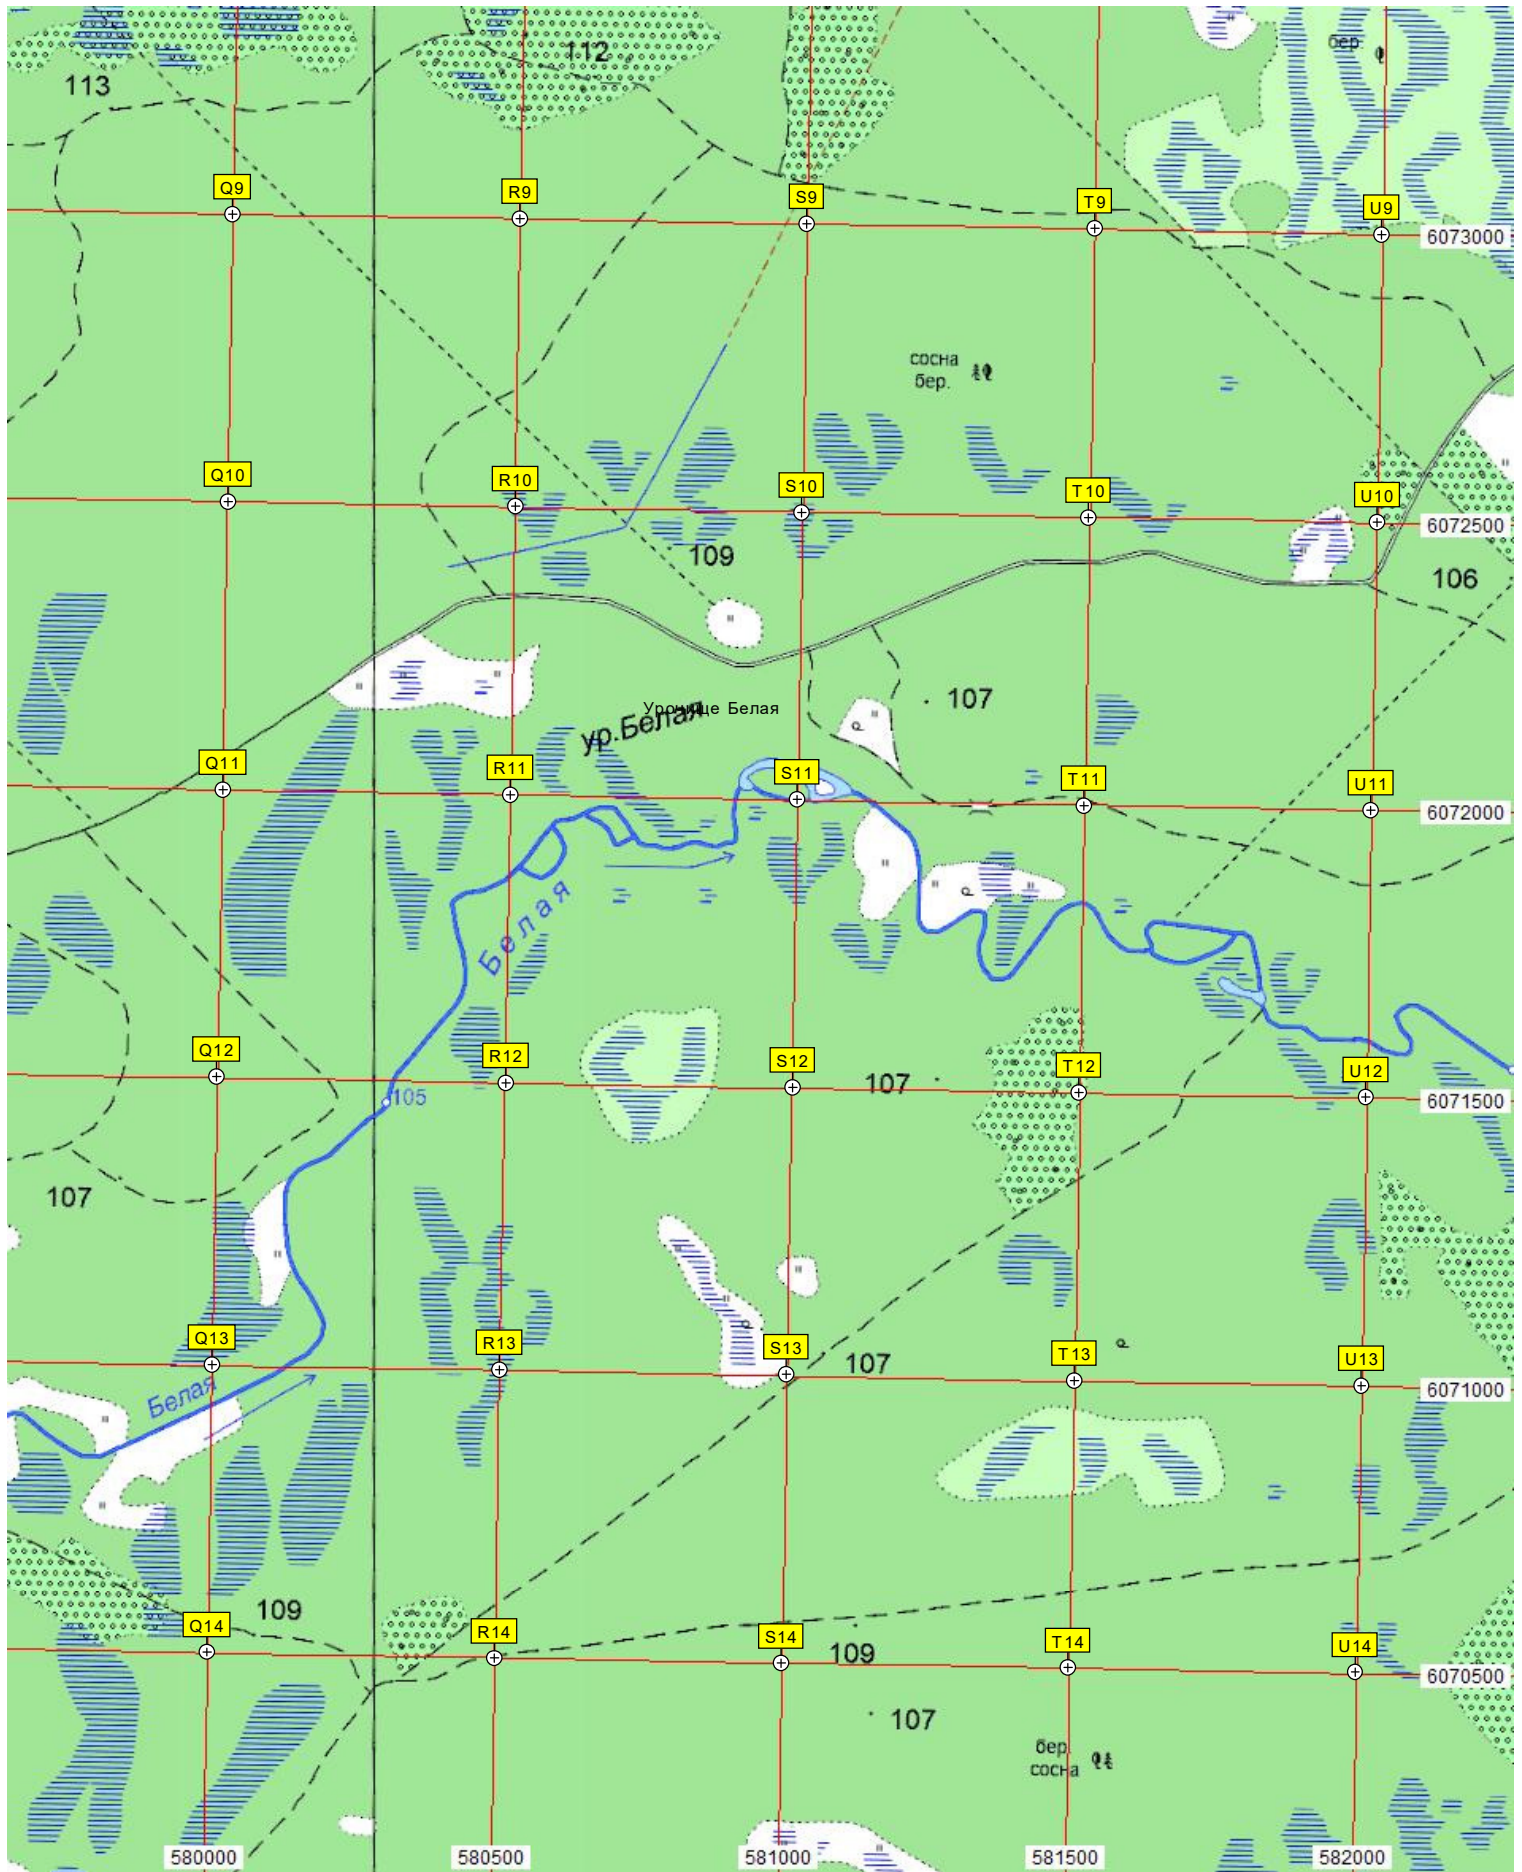 бер.
112
113
Q9
R9
S9
T9
U9
6073000
сосна
бер.
Q10
R10
S10
T10
U10
6072500
109
106
107
Урочище Белая
ур.Белая
Q11
R11
S11
T11
U11
6072000
Белая
Q12
R12
S12
T12
U12
107
105
6071500
107
Q13
R13
S13
T13
U13
107
6071000
Белая
109
Q14
R14
S14
T14
U14
109
6070500
107
бер.
сосна
580000
580500
581000
581500
582000